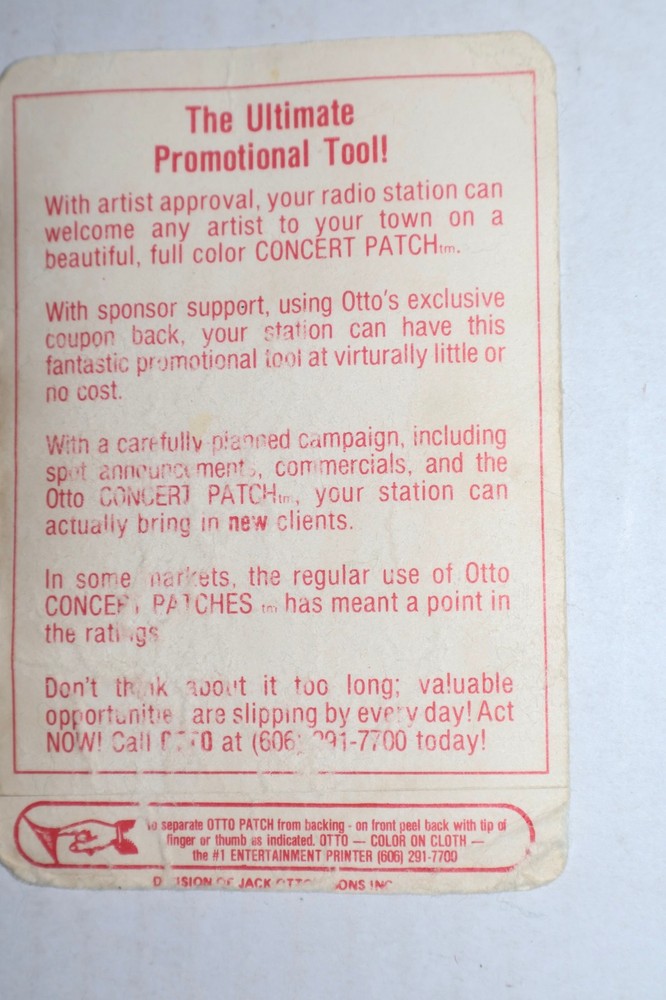 The Ultimate
Promotional Tool!
With artist approval, your radio station can
welcome any artist to your town on a
beautiful, full color CONCERT PATCHtm.
With sponsor support, using Otto's exclusive
coupon back, your station can have this
fantastic promotional tool at virturally little or
no cost.
With a carefully planned campaign, including
spot announcements, commercials, and the
Otto CONCERT PATCHtm, your station can
actually bring in new clients.
In some markets, the regular use of Otto
CONCERT PATCHES tm has meant a point in
the ratings
Don't think about it too long; valuable
opportunities are slipping by every day! Act
NOW! Call OTTO at (606) 291-7700 today!
to separate OTTO PATCH from backing - on front peel back with tip of
finger or thumb as indicated. OTTO — COLOR ON CLOTH —
the #1 ENTERTAINMENT PRINTER (606) 291-7700
DIVISION OF JACK OTTO SONS INC